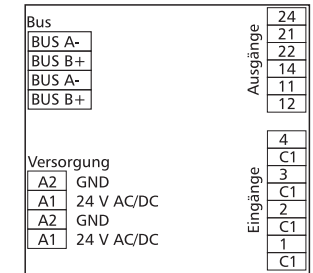 Bus
BUS A-
BUS B+
BUS A-
BUS B+
Versorgung
A2 GND
A1 24 V AC/DC
A2 GND
A1 24 V AC/DC
Ausgänge
24
21
22
14
11
12
Eingänge
4
C1
3
C1
2
C1
1
C1